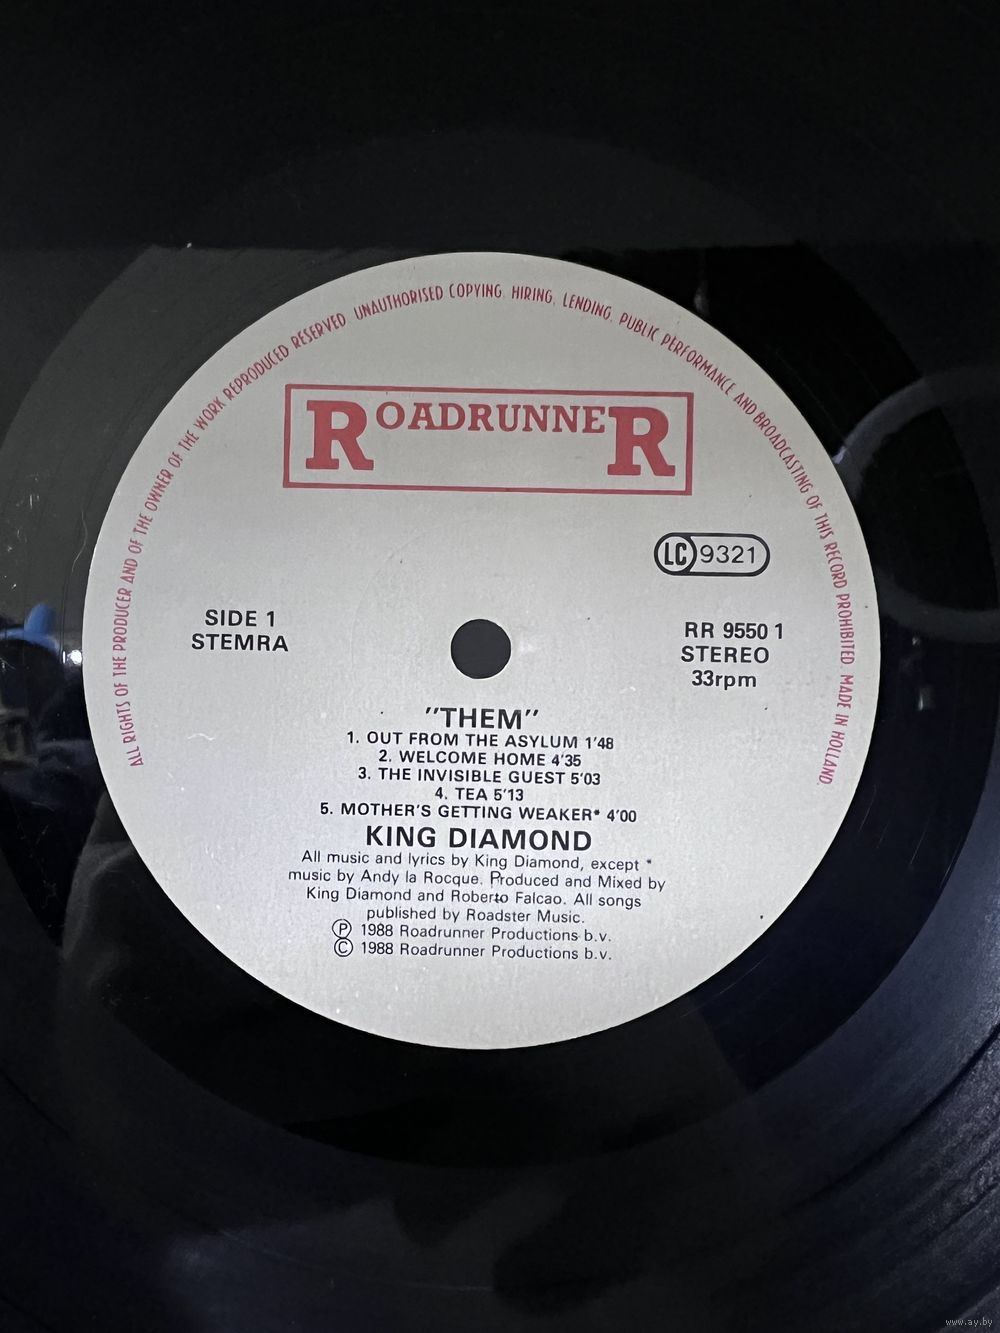 ALL RIGHTS OF THE PRODUCER AND OF THE OWNER OF THE WORK REPRODUCED RESERVED. UNAUTHORISED COPYING, HIRING, LENDING, PUBLIC PERFORMANCE AND BROADCASTING OF THIS RECORD PROHIBITED. MADE IN HOLLAND.
ROADRUNNER
LC 9321
SIDE 1
STEMRA
RR 9550 1
STEREO
33rpm
"THEM"
1. OUT FROM THE ASYLUM 1'48
2. WELCOME HOME 4'35
3. THE INVISIBLE GUEST 5'03
4. TEA 5'13
5. MOTHER'S GETTING WEAKER* 4'00
KING DIAMOND
All music and lyrics by King Diamond, except *
music by Andy la Rocque. Produced and Mixed by
King Diamond and Roberto Falcao. All songs
published by Roadster Music.
Ⓟ 1988 Roadrunner Productions b.v.
© 1988 Roadrunner Productions b.v.
www.ay.by